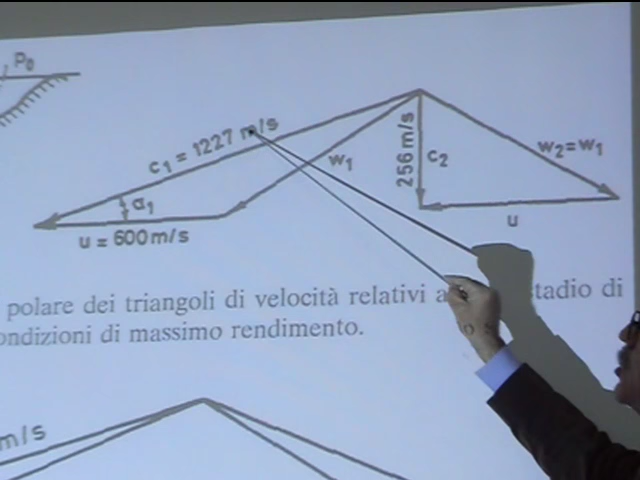 P₀
c₁ = 1227 m/s
w₁
256 m/s
c₂
w₂=w₁
α₁
u = 600 m/s
u
polare dei triangoli di velocità relativi a stadio di
ondizioni di massimo rendimento.
m/s